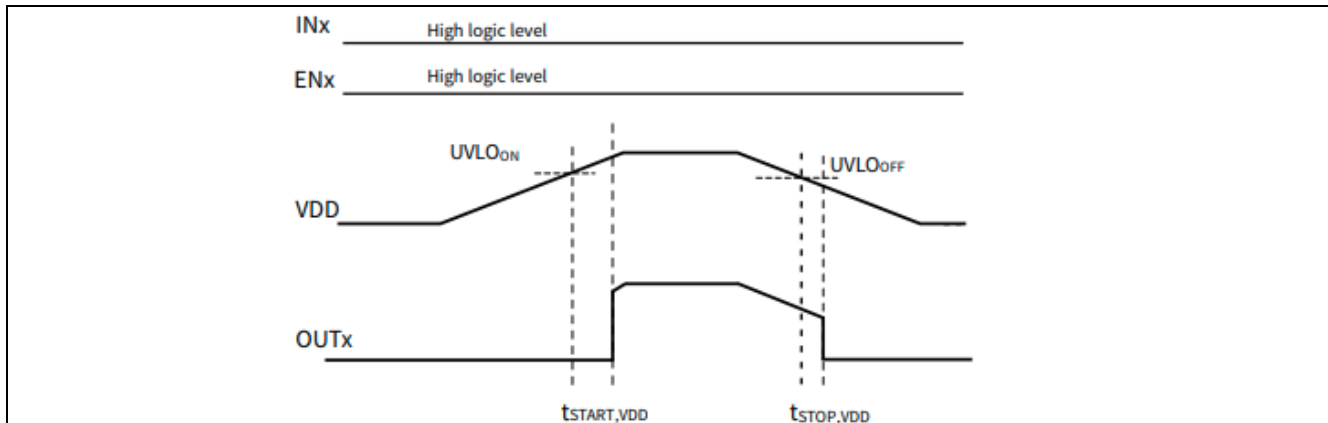 INx High logic level
ENx High logic level
UVLOON
UVLOOFF
VDD
OUTx
tSTART,VDD tSTOP,VDD